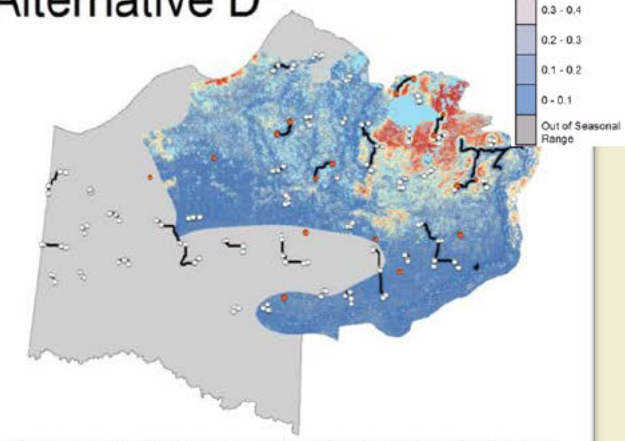 Alternative D
0.3 - 0.4
0.2 - 0.3
0.1 - 0.2
0 - 0.1
Out of Seasonal
Range